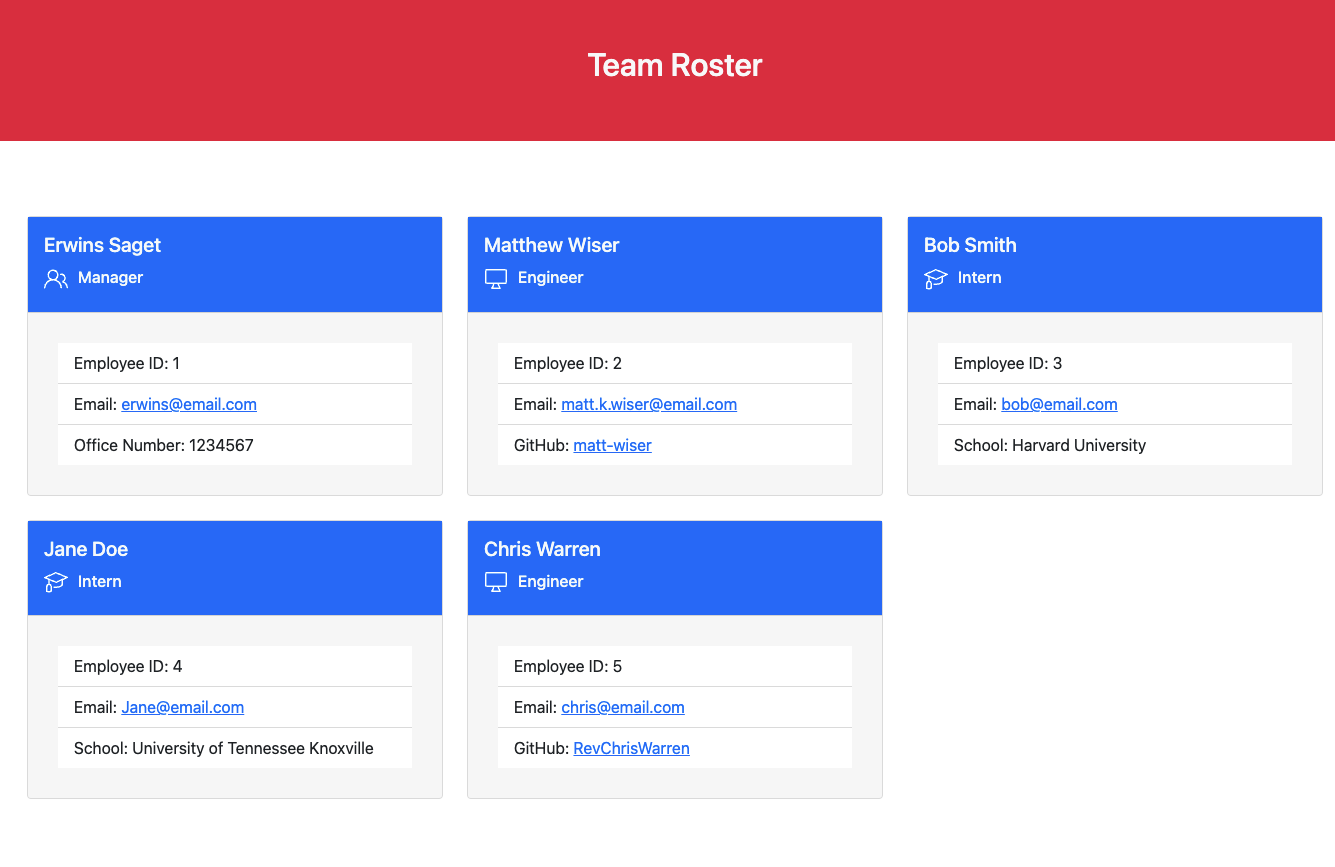 Team Roster
Erwins Saget
Manager
Employee ID: 1
Email: erwins@email.com
Office Number: 1234567
Matthew Wiser
Engineer
Employee ID: 2
Email: matt.k.wiser@email.com
GitHub: matt-wiser
Bob Smith
Intern
Employee ID: 3
Email: bob@email.com
School: Harvard University
Jane Doe
Intern
Employee ID: 4
Email: Jane@email.com
School: University of Tennessee Knoxville
Chris Warren
Engineer
Employee ID: 5
Email: chris@email.com
GitHub: RevChrisWarren